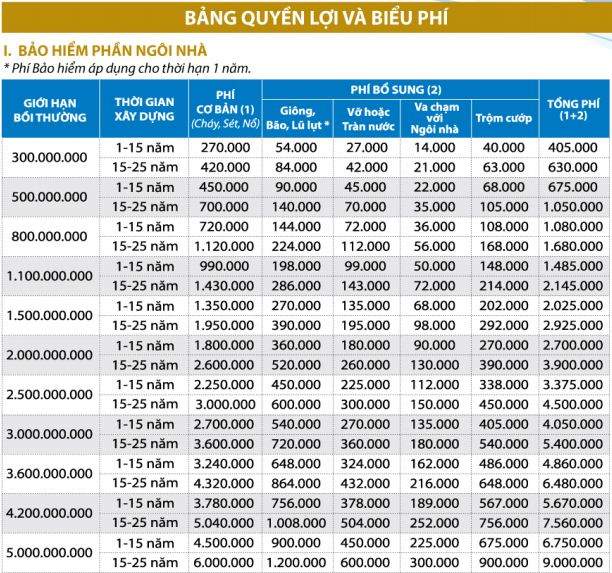 BẢNG QUYỀN LỢI VÀ BIỂU PHÍ
I. BẢO HIỂM PHẦN NGÔI NHÀ
* Phí Bảo hiểm áp dụng cho thời hạn 1 năm.
GIỚI HẠN BỒI THƯỜNG
THỜI GIAN XÂY DỰNG
PHÍ CƠ BẢN (1) (Cháy, Sét, Nổ)
PHÍ BỔ SUNG (2)
Giông, Bão, Lũ lụt *
Vỡ hoặc Tràn nước
Va chạm với Ngôi nhà
Trộm cướp
TỔNG PHÍ (1+2)
300.000.000
1-15 năm 270.000 54.000 27.000 14.000 40.000 405.000
15-25 năm 420.000 84.000 42.000 21.000 63.000 630.000
500.000.000
1-15 năm 450.000 90.000 45.000 22.000 68.000 675.000
15-25 năm 700.000 140.000 70.000 35.000 105.000 1.050.000
800.000.000
1-15 năm 720.000 144.000 72.000 36.000 108.000 1.080.000
15-25 năm 1.120.000 224.000 112.000 56.000 168.000 1.680.000
1.100.000.000
1-15 năm 990.000 198.000 99.000 50.000 148.000 1.485.000
15-25 năm 1.430.000 286.000 143.000 72.000 214.000 2.145.000
1.500.000.000
1-15 năm 1.350.000 270.000 135.000 68.000 202.000 2.025.000
15-25 năm 1.950.000 390.000 195.000 98.000 292.000 2.925.000
2.000.000.000
1-15 năm 1.800.000 360.000 180.000 90.000 270.000 2.700.000
15-25 năm 2.600.000 520.000 260.000 130.000 390.000 3.900.000
2.500.000.000
1-15 năm 2.250.000 450.000 225.000 112.000 338.000 3.375.000
15-25 năm 3.000.000 600.000 300.000 150.000 450.000 4.500.000
3.000.000.000
1-15 năm 2.700.000 540.000 270.000 135.000 405.000 4.050.000
15-25 năm 3.600.000 720.000 360.000 180.000 540.000 5.400.000
3.600.000.000
1-15 năm 3.240.000 648.000 324.000 162.000 486.000 4.860.000
15-25 năm 4.320.000 864.000 432.000 216.000 648.000 6.480.000
4.200.000.000
1-15 năm 3.780.000 756.000 378.000 189.000 567.000 5.670.000
15-25 năm 5.040.000 1.008.000 504.000 252.000 756.000 7.560.000
5.000.000.000
1-15 năm 4.500.000 900.000 450.000 225.000 675.000 6.750.000
15-25 năm 6.000.000 1.200.000 600.000 300.000 900.000 9.000.000